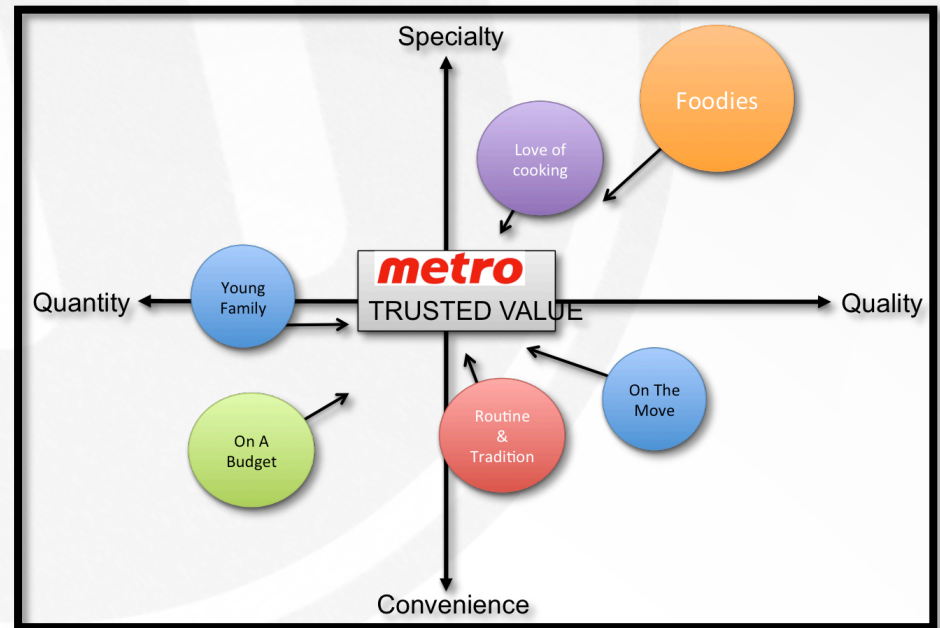 Specialty
Foodies
Love of
cooking
metro
TRUSTED VALUE
Young
Family
Quantity
Quality
On The
Move
Routine
&
Tradition
On A
Budget
Convenience